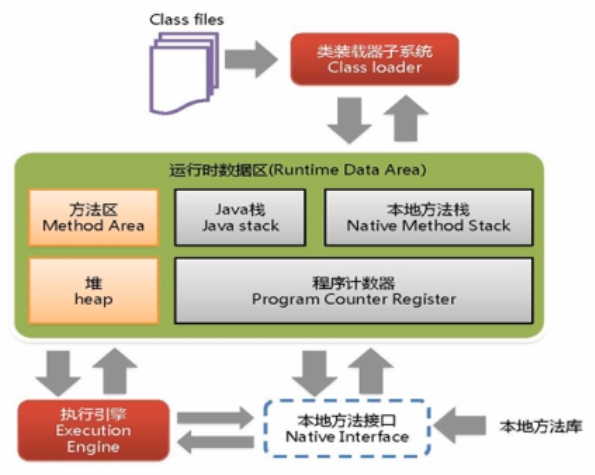 Class files
类装载器子系统
Class loader
运行时数据区(Runtime Data Area)
方法区
Method Area
Java栈
Java stack
本地方法栈
Native Method Stack
堆
heap
程序计数器
Program Counter Register
执行引擎
Execution
Engine
本地方法接口
Native Interface
本地方法库